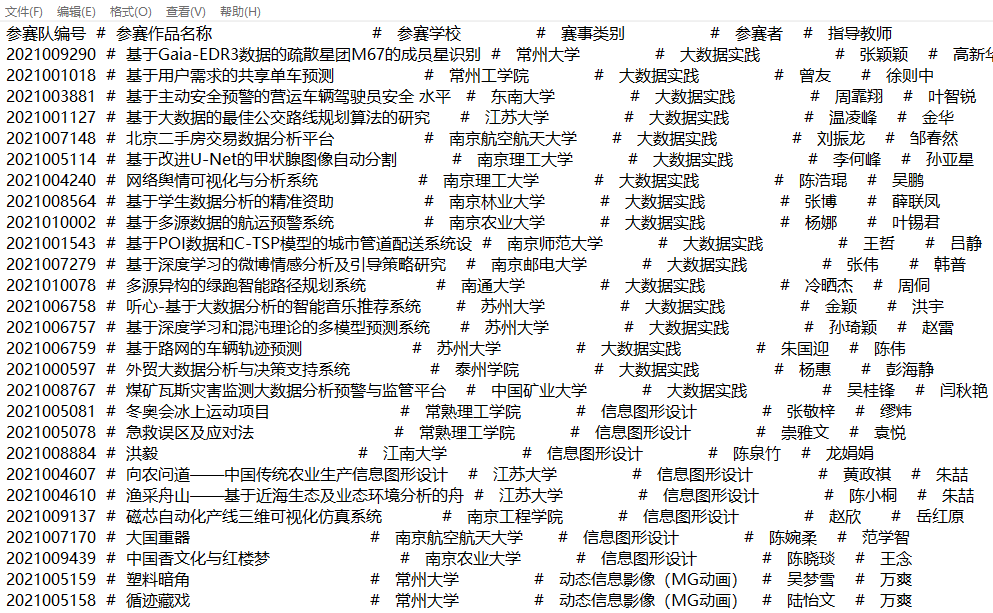 文件(F) 编辑(E) 格式(O) 查看(V) 帮助(H)
参赛队编号 # 参赛作品名称 # 参赛学校 # 赛事类别 # 参赛者 # 指导教师
2021009290 # 基于Gaia-EDR3数据的疏散星团M67的成员星识别 # 常州大学 # 大数据实践 # 张颖颖 # 高新华
2021001018 # 基于用户需求的共享单车预测 # 常州工学院 # 大数据实践 # 曾友 # 徐则中
2021003881 # 基于主动安全预警的营运车辆驾驶员安全 水平 # 东南大学 # 大数据实践 # 周霏翔 # 叶智锐
2021001127 # 基于大数据的最佳公交路线规划算法的研究 # 江苏大学 # 大数据实践 # 温凌峰 # 金华
2021007148 # 北京二手房交易数据分析平台 # 南京航空航天大学 # 大数据实践 # 刘振龙 # 邹春然
2021005114 # 基于改进U-Net的甲状腺图像自动分割 # 南京理工大学 # 大数据实践 # 李何峰 # 孙亚星
2021004240 # 网络舆情可视化与分析系统 # 南京理工大学 # 大数据实践 # 陈浩琨 # 吴鹏
2021008564 # 基于学生数据分析的精准资助 # 南京林业大学 # 大数据实践 # 张博 # 薛联凤
2021010002 # 基于多源数据的航运预警系统 # 南京农业大学 # 大数据实践 # 杨娜 # 叶锡君
2021001543 # 基于POI数据和C-TSP模型的城市管道配送系统设 # 南京师范大学 # 大数据实践 # 王哲 # 吕静
2021007279 # 基于深度学习的微博情感分析及引导策略研究 # 南京邮电大学 # 大数据实践 # 张伟 # 韩普
2021010078 # 多源异构的绿跑智能路径规划系统 # 南通大学 # 大数据实践 # 冷晒杰 # 周侗
2021006758 # 听心-基于大数据分析的智能音乐推荐系统 # 苏州大学 # 大数据实践 # 金颖 # 洪宇
2021006757 # 基于深度学习和混沌理论的多模型预测系统 # 苏州大学 # 大数据实践 # 孙琦颖 # 赵雷
2021006759 # 基于路网的车辆轨迹预测 # 苏州大学 # 大数据实践 # 朱国迎 # 陈伟
2021000597 # 外贸大数据分析与决策支持系统 # 泰州学院 # 大数据实践 # 杨惠 # 彭海静
2021008767 # 煤矿瓦斯灾害监测大数据分析预警与监管平台 # 中国矿业大学 # 大数据实践 # 吴桂锋 # 闫秋艳
2021005081 # 冬奥会冰上运动项目 # 常熟理工学院 # 信息图形设计 # 张敬梓 # 缪炜
2021005078 # 急救误区及应对法 # 常熟理工学院 # 信息图形设计 # 崇雅文 # 袁悦
2021008884 # 洪毅 # 江南大学 # 信息图形设计 # 陈泉竹 # 龙娟娟
2021004607 # 向农问道——中国传统农业生产信息图形设计 # 江苏大学 # 信息图形设计 # 黄政祺 # 朱喆
2021004610 # 渔采舟山——基于近海生态及业态环境分析的舟 # 江苏大学 # 信息图形设计 # 陈小桐 # 朱喆
2021009137 # 磁芯自动化产线三维可视化仿真系统 # 南京工程学院 # 信息图形设计 # 赵欣 # 岳红原
2021007170 # 大国重器 # 南京航空航天大学 # 信息图形设计 # 陈婉柔 # 范学智
2021009439 # 中国香文化与红楼梦 # 南京农业大学 # 信息图形设计 # 陈晓琰 # 王念
2021005159 # 塑料暗角 # 常州大学 # 动态信息影像（MG动画） # 吴梦雪 # 万爽
2021005158 # 循迹藏戏 # 常州大学 # 动态信息影像（MG动画） # 陆怡文 # 万爽